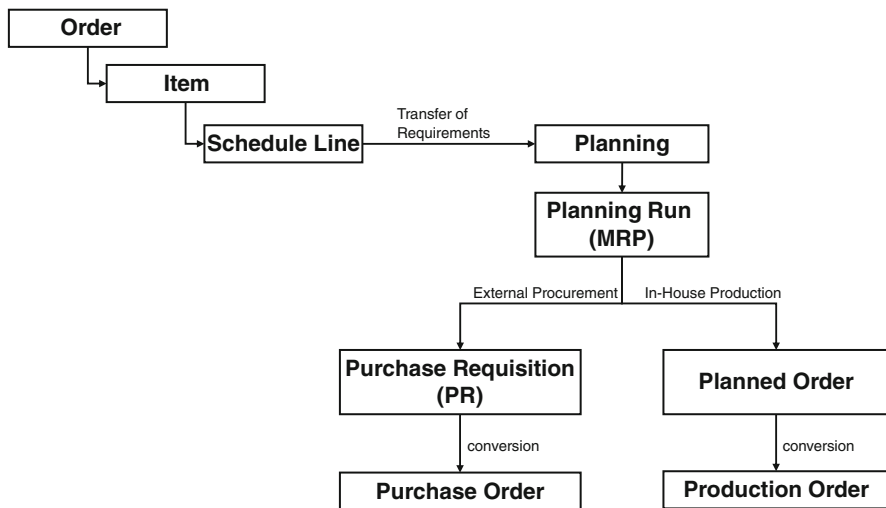 Order
Item
Schedule Line
Transfer of
Requirements
Planning
Planning Run
(MRP)
External Procurement
In-House Production
Purchase Requisition
(PR)
Planned Order
conversion
conversion
Purchase Order
Production Order